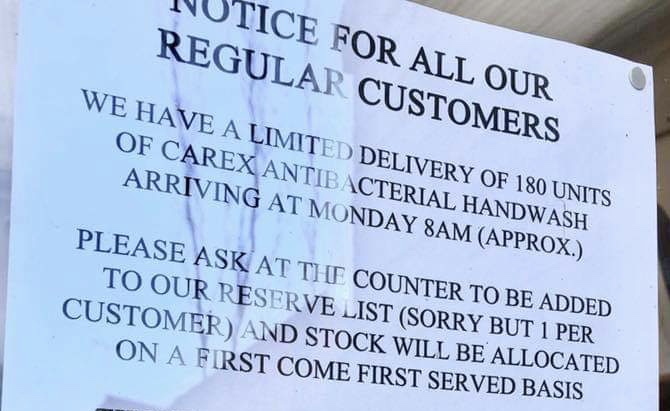 NOTICE FOR ALL OUR
REGULAR CUSTOMERS
WE HAVE A LIMITED DELIVERY OF 180 UNITS
OF CAREX ANTIBACTERIAL HANDWASH
ARRIVING AT MONDAY 8AM (APPROX.)
PLEASE ASK AT THE COUNTER TO BE ADDED
TO OUR RESERVE LIST (SORRY BUT 1 PER
CUSTOMER) AND STOCK WILL BE ALLOCATED
ON A FIRST COME FIRST SERVED BASIS